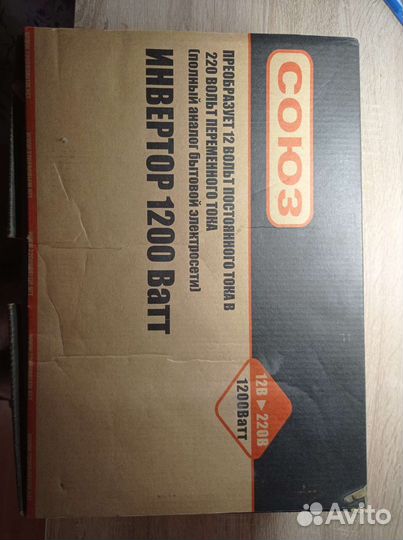 СОЮЗ
ПРЕОБРАЗУЕТ 12 ВОЛЬТ ПОСТОЯННОГО ТОКА В
220 ВОЛЬТ ПЕРЕМЕННОГО ТОКА
(полный аналог бытовой электросети)
ИНВЕРТОР 1200 Ватт
12В ▶ 220В
1200Ватт
Avito